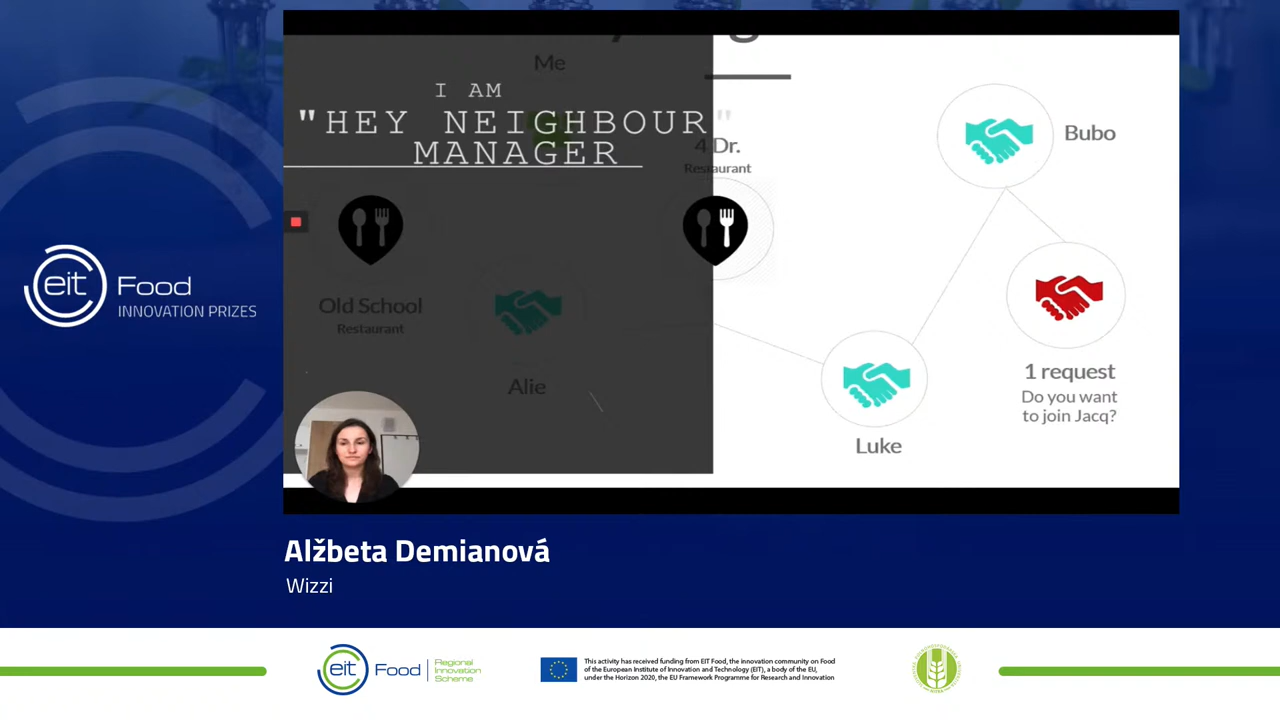 Me
I AM
"HEY NEIGHBOUR"
MANAGER
4 Dr.
Restaurant
Bubo
Old School
Restaurant
Alie
Luke
1 request
Do you want
to join Jacq?
eit Food
INNOVATION PRIZES
Alžbeta Demianová
Wizzi
eit Food
Regional
Innovation
Scheme
This activity has received funding from EIT Food, the innovation community on Food
of the European Institute of Innovation and Technology (EIT), a body of the EU,
under the Horizon 2020, the EU Framework Programme for Research and Innovation